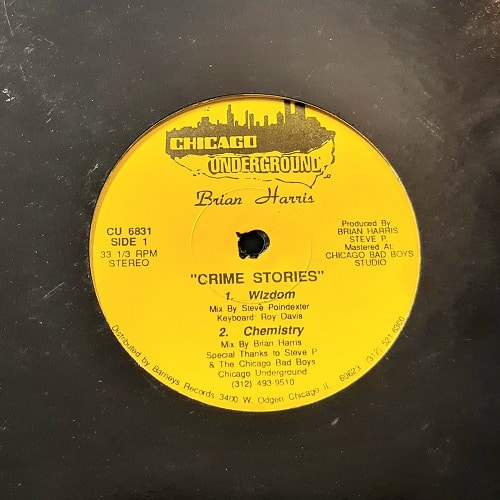 CHICAGO
UNDERGROUND
Brian Harris
CU 6831
SIDE 1
33 1/3 RPM
STEREO
Produced By:
BRIAN HARRIS
STEVE P.
Mastered At:
CHICAGO BAD BOYS
STUDIO
"CRIME STORIES"
1. Wizdom
Mix By Steve Poindexter
Keyboard: Roy Davis
2. Chemistry
Mix By Brian Harris
Special Thanks to Steve P
& The Chicago Bad Boys
Chicago Underground
(312) 493-9510
Distributed by Barneys Records 3400 W. Odgen Chicago IL. 60623 (312)